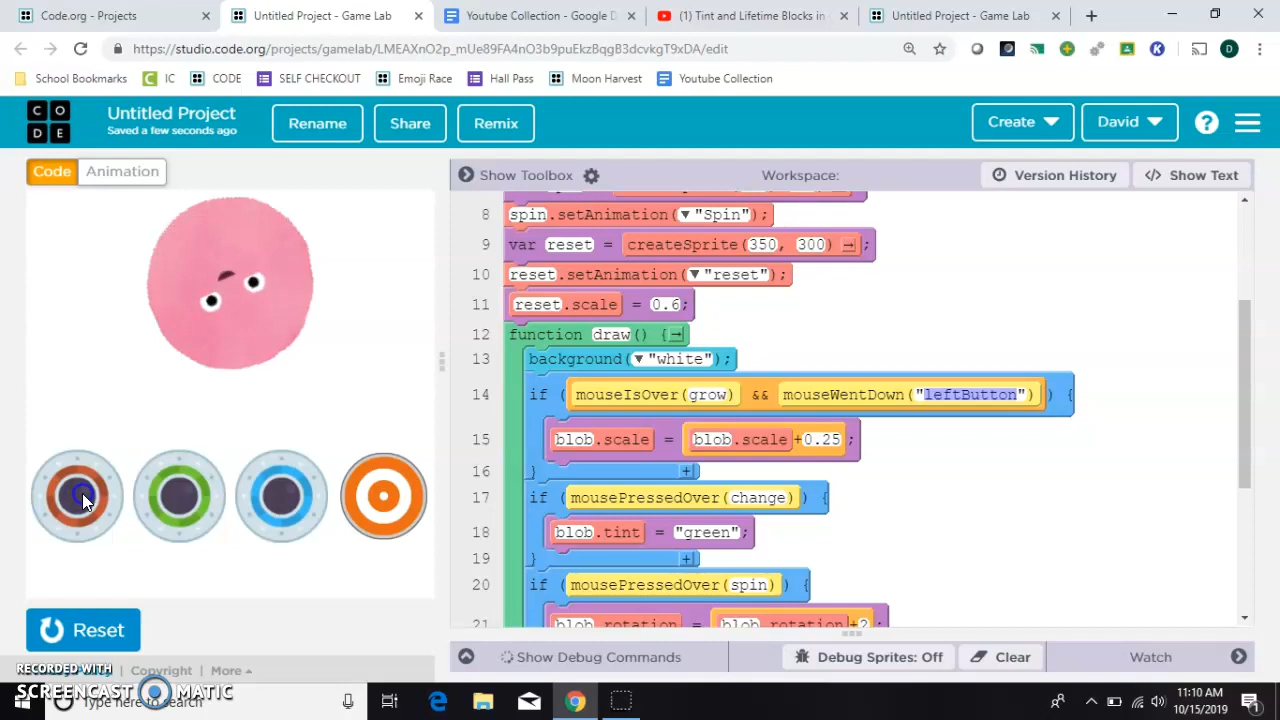 Code.org - Projects
Untitled Project - Game Lab
Youtube Collection - Google D
(1) Tint and Lifetime Blocks in
Untitled Project - Game Lab
https://studio.code.org/projects/gamelab/LMEAXnO2p_mUe89FA4nO3b9puEkzBqgB3dcvkgT9xDA/edit
D
School Bookmarks
IC
CODE
SELF CHECKOUT
Emoji Race
Hall Pass
Moon Harvest
Youtube Collection
C O
D E
Untitled Project
Saved a few seconds ago
Rename
Share
Remix
Create
David
Code
Animation
Show Toolbox
Workspace:
Version History
</> Show Text
8 spin.setAnimation(▼"Spin");
9 var reset = createSprite(350, 300);
10 reset.setAnimation(▼"reset");
11 reset.scale = 0.6;
12 function draw() {
13 background(▼"white");
14 if (mouseIsOver(grow) && mouseWentDown("leftButton")) {
15 blob.scale = blob.scale+0.25;
16 }
17 if (mousePressedOver(change)) {
18 blob.tint = "green";
19 }
20 if (mousePressedOver(spin)) {
21 blob.rotation = blob.rotation+2;
Reset
Show Debug Commands
Debug Sprites: Off
Clear
Watch
RECORDED WITH
SCREENCAST MATIC
Copyright
More
Type here to search
11:10 AM
10/15/2019